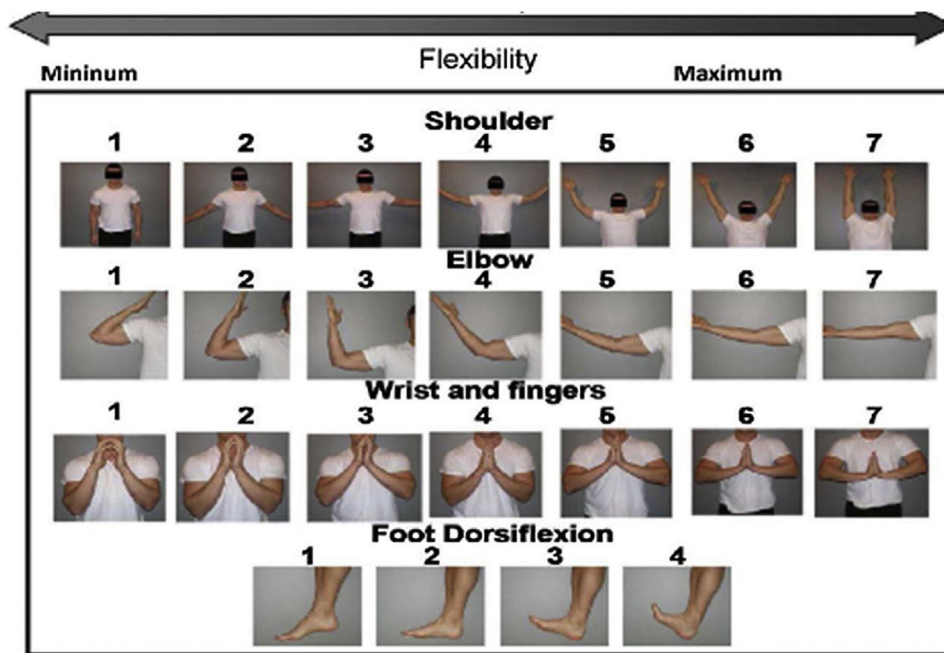 Flexibility
Mininum Maximum
Shoulder
1 2 3 4 5 6 7
Elbow
1 2 3 4 5 6 7
Wrist and fingers
1 2 3 4 5 6 7
Foot Dorsiflexion
1 2 3 4